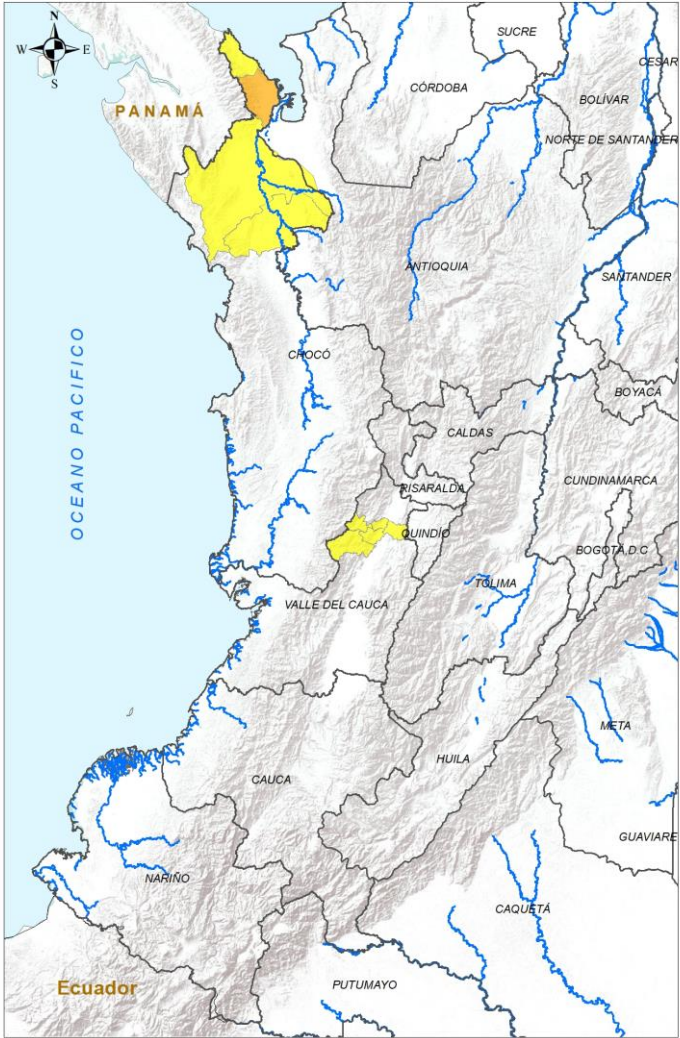 N
W E
S
SUCRE
CESAR
CÓRDOBA
BOLÍVAR
PANAMÁ
NORTE DE SANTANDER
ANTIOQUIA
SANTANDER
OCEANO PACIFICO
CHOCÓ
BOYACÁ
CALDAS
CUNDINAMARCA
RISARALDA
QUINDÍO
BOGOTÁ,D.C
TOLIMA
VALLE DEL CAUCA
META
HUILA
CAUCA
GUAVIARE
NARIÑO
CAQUETÁ
Ecuador
PUTUMAYO